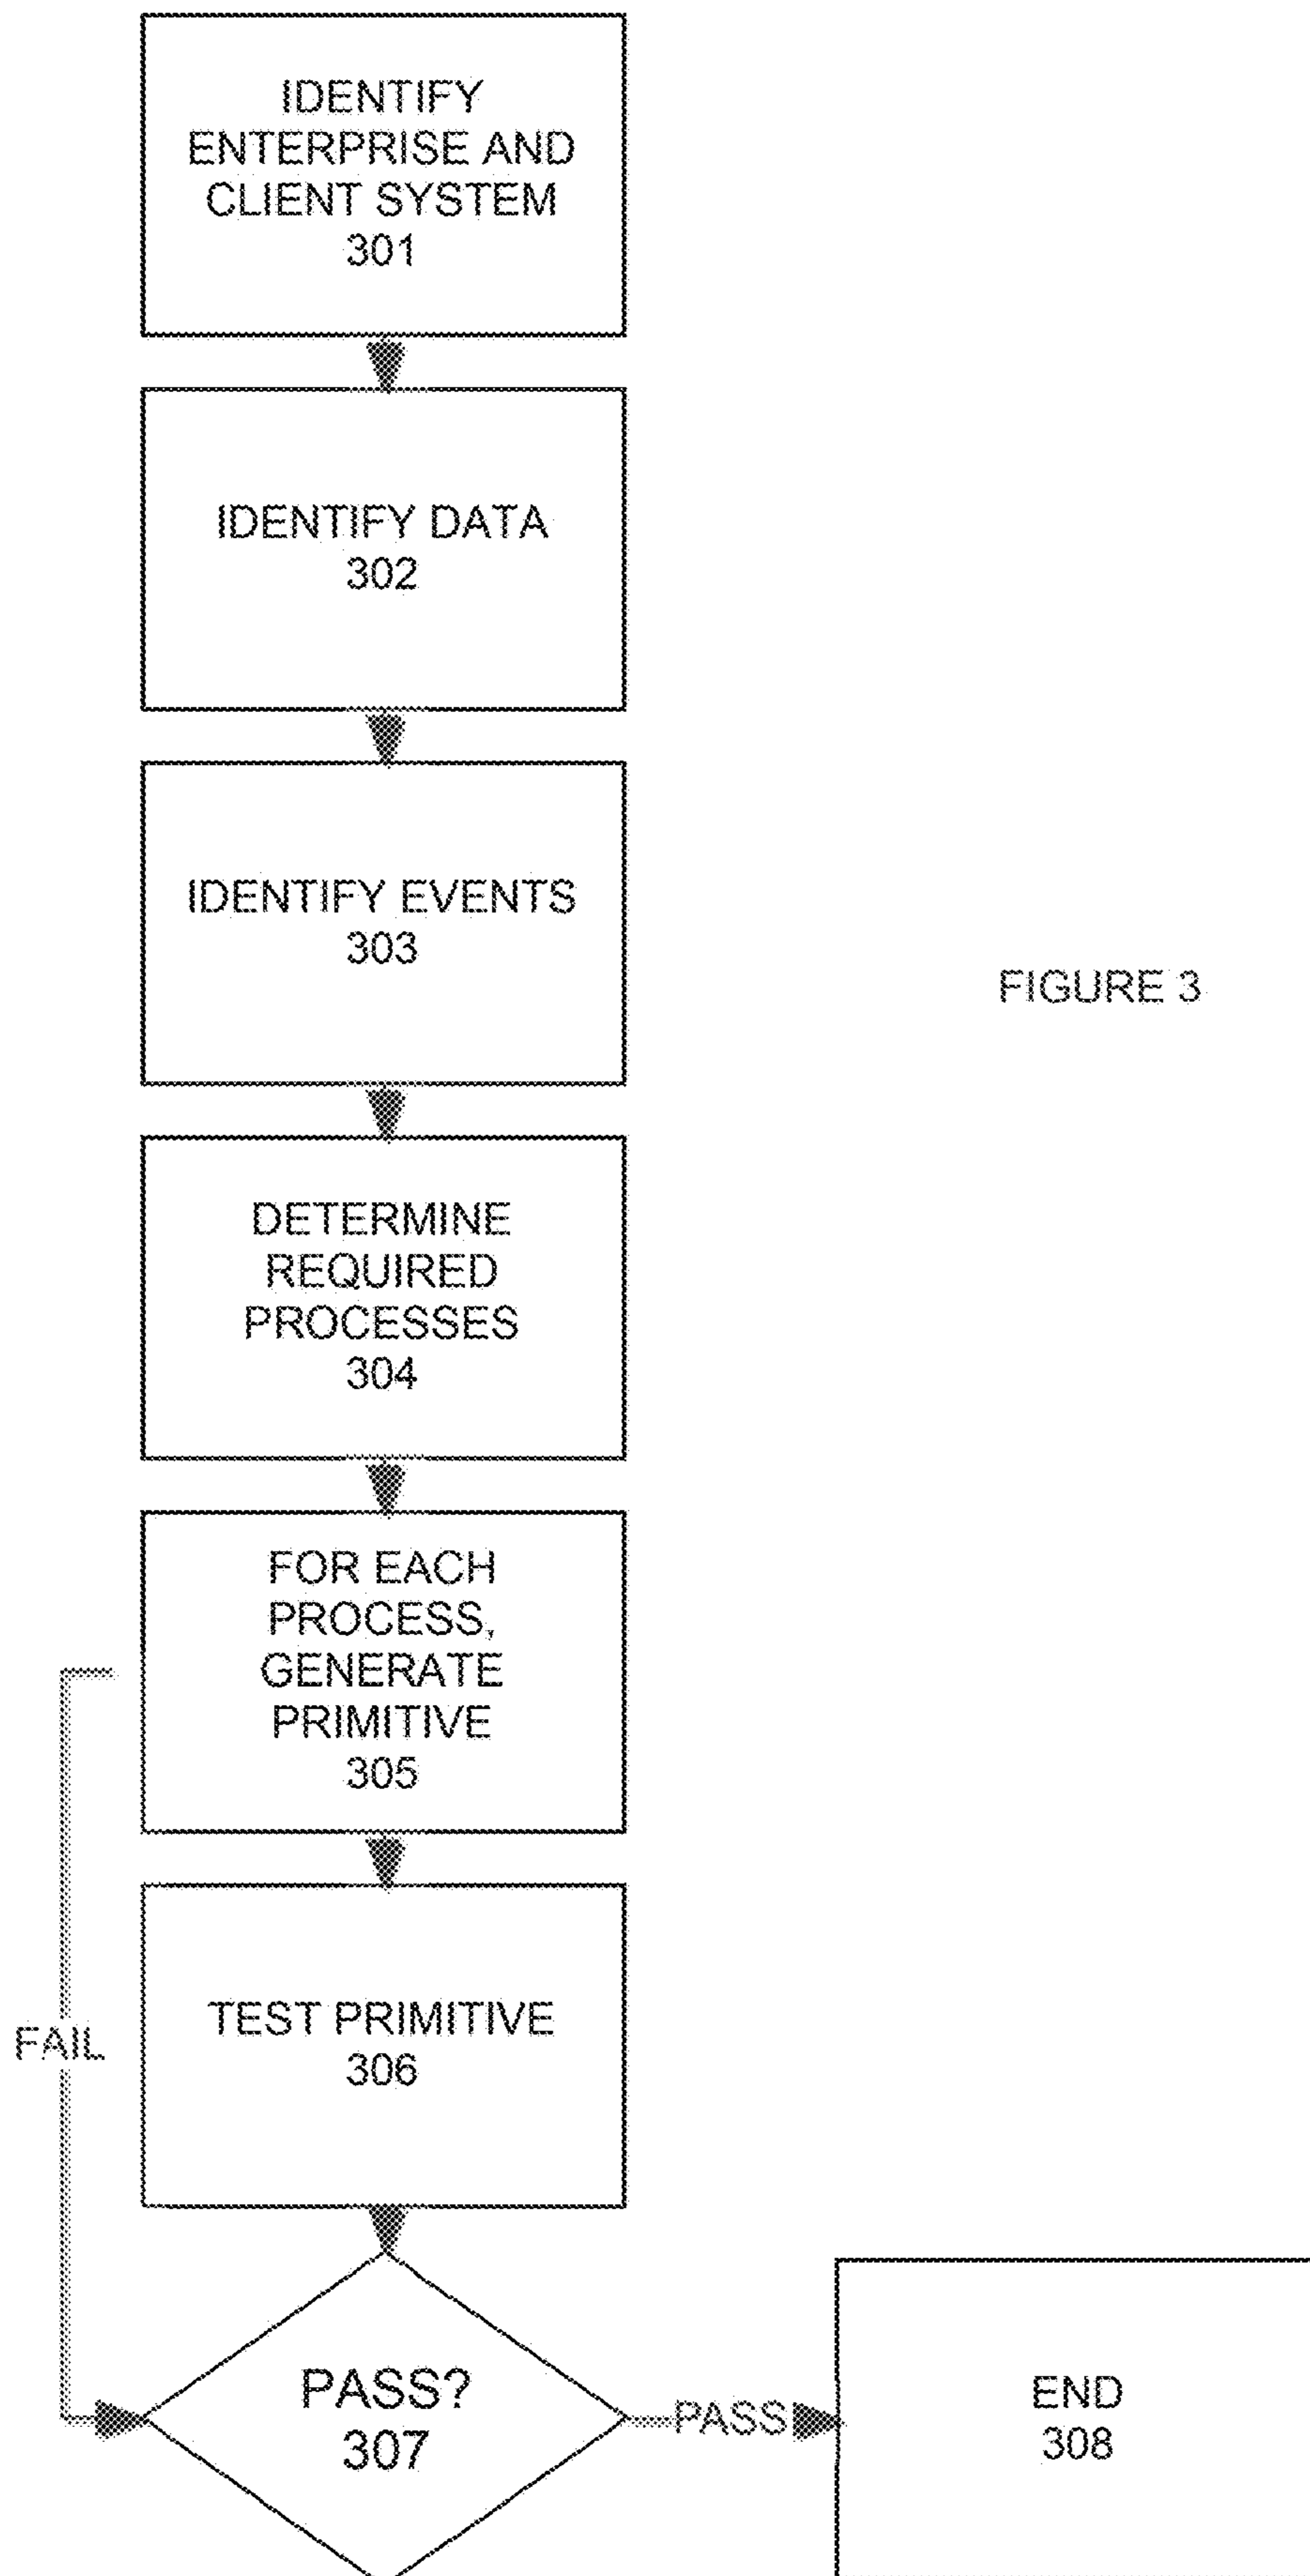 IDENTIFY
ENTERPRISE AND
CLIENT SYSTEM
301
IDENTIFY DATA
302
IDENTIFY EVENTS
303
FIGURE 3
DETERMINE
REQUIRED
PROCESSES
304
FOR EACH
PROCESS,
GENERATE
PRIMITIVE
305
TEST PRIMITIVE
306
FAIL
PASS?
307
PASS
END
308